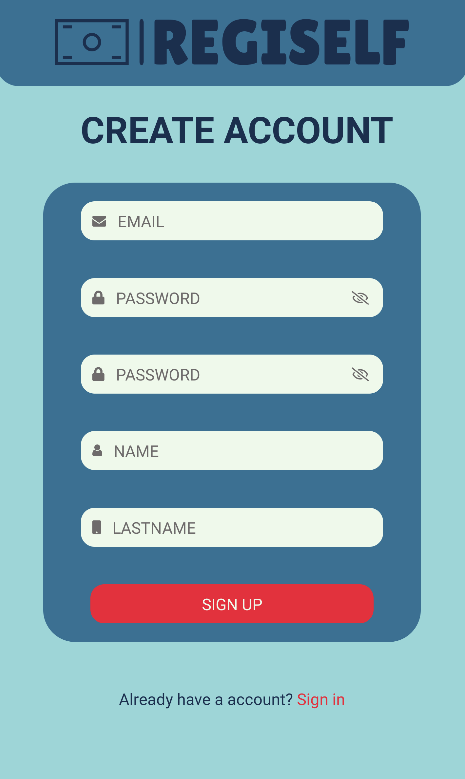 REGISELF
CREATE ACCOUNT
EMAIL
PASSWORD
PASSWORD
NAME
LASTNAME
SIGN UP
Already have a account? Sign in